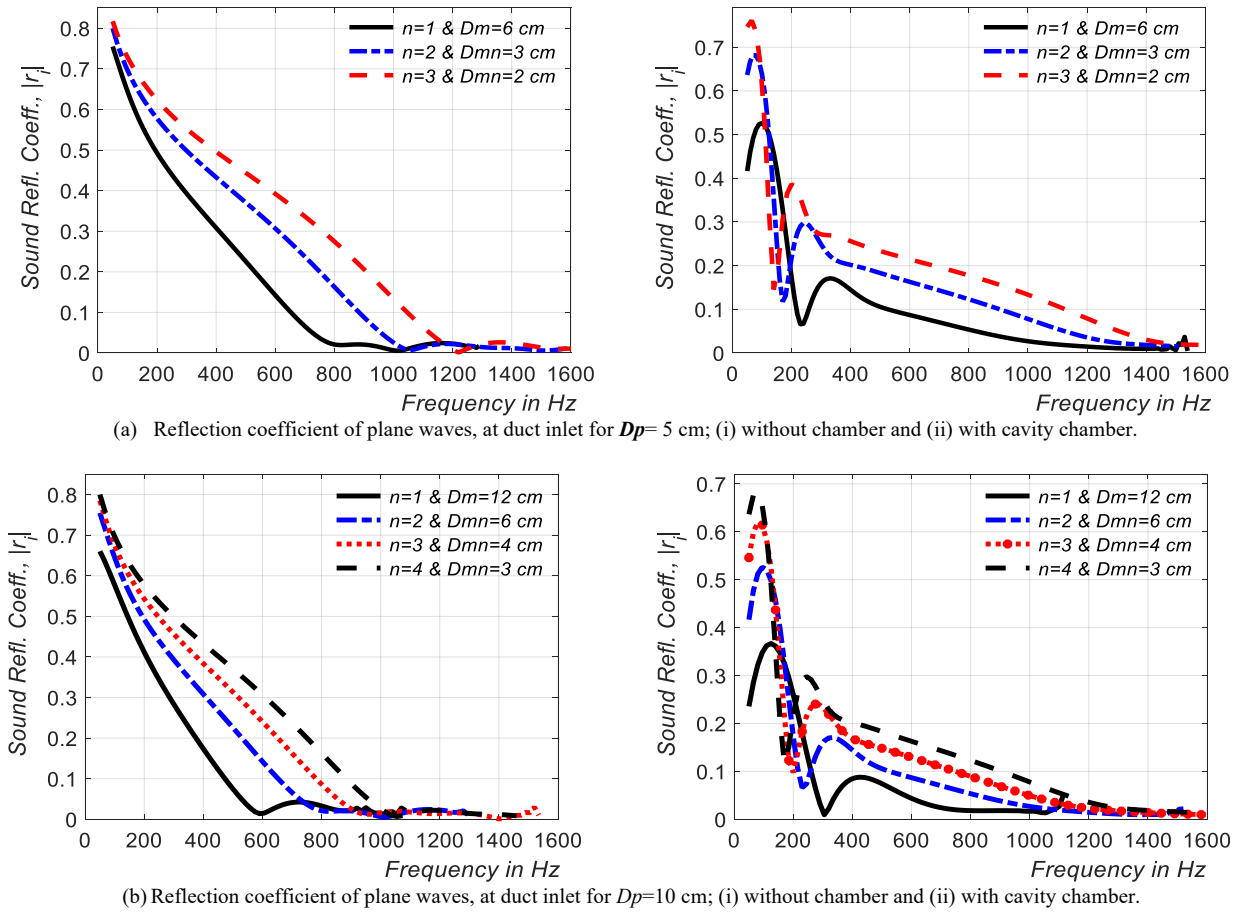 n=1 & Dm=6 cm
n=2 & Dmn=3 cm
n=3 & Dmn=2 cm
Sound Refl. Coeff., |rj|
0.8
0.7
0.6
0.5
0.4
0.3
0.2
0.1
0
0 200 400 600 800 1000 1200 1400 1600
Frequency in Hz
n=1 & Dm=6 cm
n=2 & Dmn=3 cm
n=3 & Dmn=2 cm
Sound Refl. Coeff., |rj|
0.7
0.6
0.5
0.4
0.3
0.2
0.1
0
0 200 400 600 800 1000 1200 1400 1600
Frequency in Hz
(a) Reflection coefficient of plane waves, at duct inlet for Dp= 5 cm; (i) without chamber and (ii) with cavity chamber.
n=1 & Dm=12 cm
n=2 & Dmn=6 cm
n=3 & Dmn=4 cm
n=4 & Dmn=3 cm
Sound Refl. Coeff., |rj|
0.8
0.7
0.6
0.5
0.4
0.3
0.2
0.1
0
0 200 400 600 800 1000 1200 1400 1600
Frequency in Hz
n=1 & Dm=12 cm
n=2 & Dmn=6 cm
n=3 & Dmn=4 cm
n=4 & Dmn=3 cm
Sound Refl. Coeff., |rj|
0.7
0.6
0.5
0.4
0.3
0.2
0.1
0
0 200 400 600 800 1000 1200 1400 1600
Frequency in Hz
(b) Reflection coefficient of plane waves, at duct inlet for Dp=10 cm; (i) without chamber and (ii) with cavity chamber.